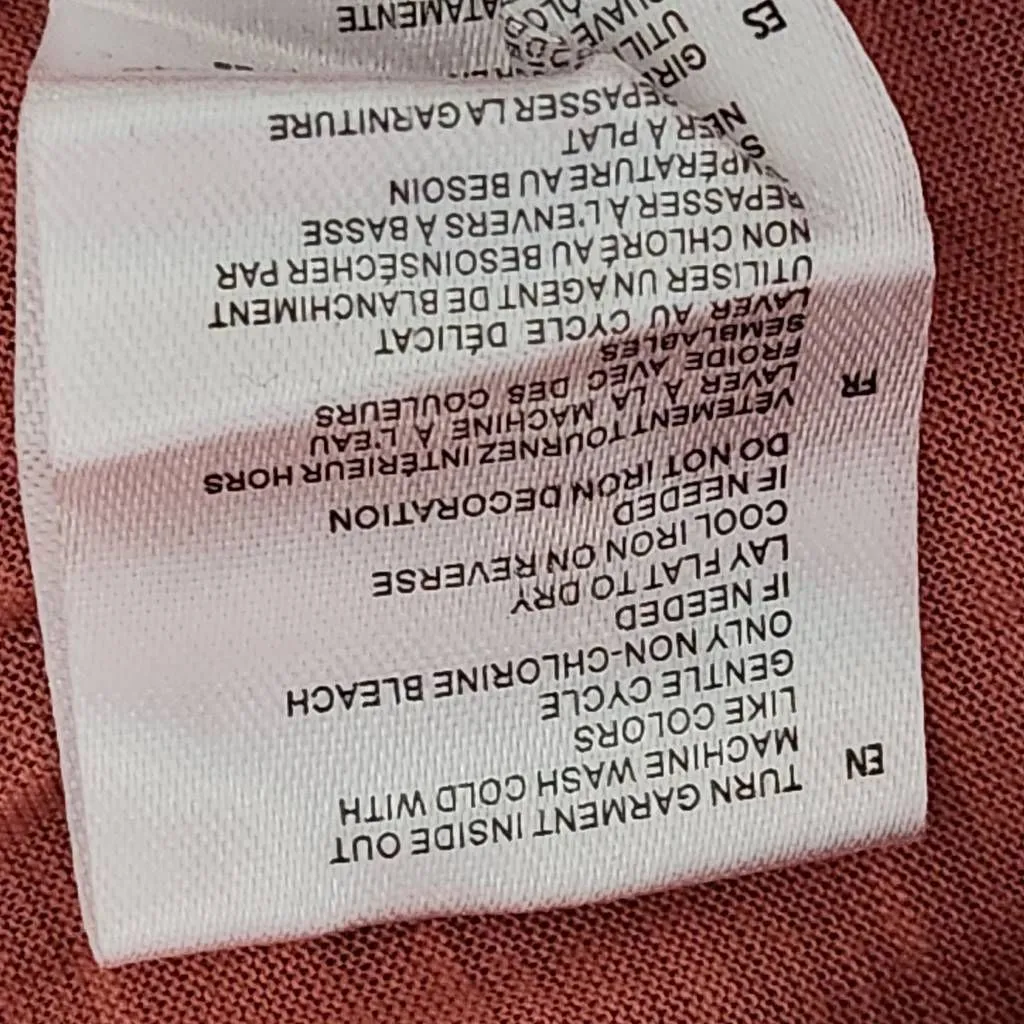 EN
TURN GARMENT INSIDE OUT
MACHINE WASH COLD WITH
LIKE COLORS
GENTLE CYCLE
ONLY NON-CHLORINE BLEACH
IF NEEDED
LAY FLAT TO DRY
COOL IRON ON REVERSE
IF NEEDED
DO NOT IRON DECORATION
FR
VÊTEMENT TOURNEZ INTÉRIEUR HORS
LAVER À LA MACHINE À L'EAU
FROIDE AVEC DES COULEURS
SEMBLABLES
LAVER AU CYCLE DÉLICAT
UTILISER UN AGENT DE BLANCHIMENT
NON CHLORÉ AU BESOINSÉCHER PAR
REPASSER À L'ENVERS À BASSE
AU BESOIN
À PLAT
REPASSER LA GARNITURE
ES